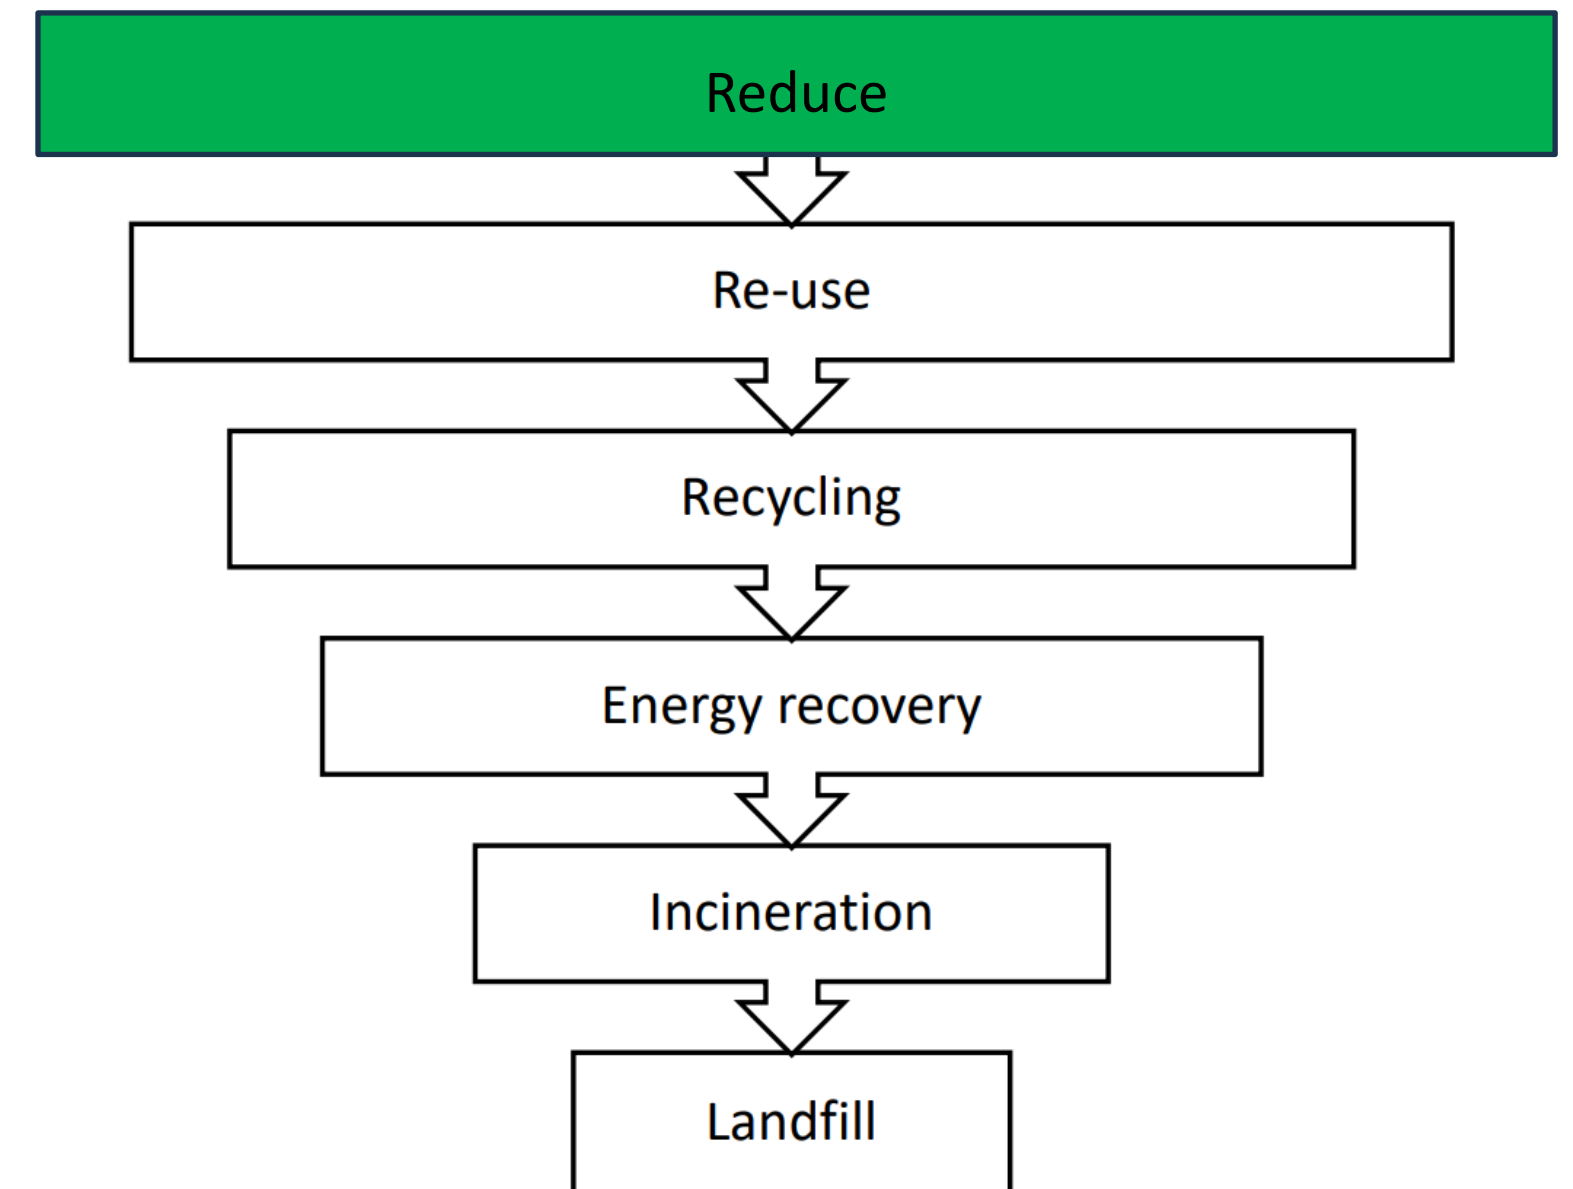 Reduce
Re-use
Recycling
Energy recovery
Incineration
Landfill